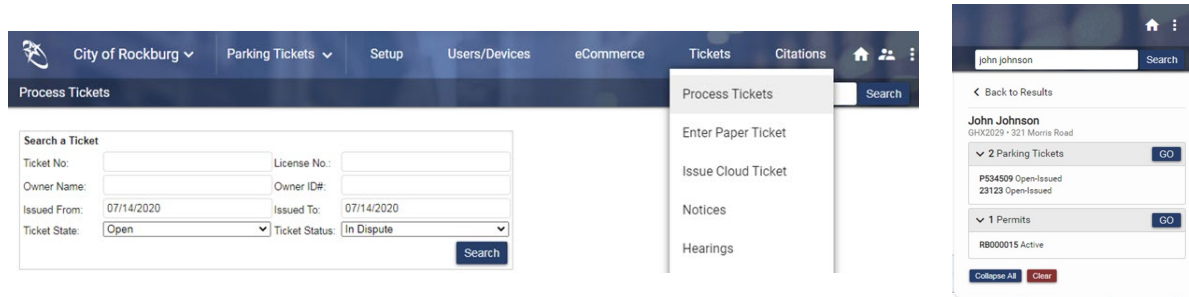 City of Rockburg Parking Tickets Setup Users/Devices eCommerce Tickets Citations
Process Tickets Search
Search a Ticket
Ticket No: License No.:
Owner Name: Owner ID#:
Issued From: 07/14/2020 Issued To: 07/14/2020
Ticket State: Open Ticket Status: In Dispute
Search
Process Tickets
Enter Paper Ticket
Issue Cloud Ticket
Notices
Hearings
john johnson Search
Back to Results
John Johnson
GHX2029 • 321 Morris Road
2 Parking Tickets GO
P534509 Open-Issued
23123 Open-Issued
1 Permits GO
RB000015 Active
Collapse All Clear